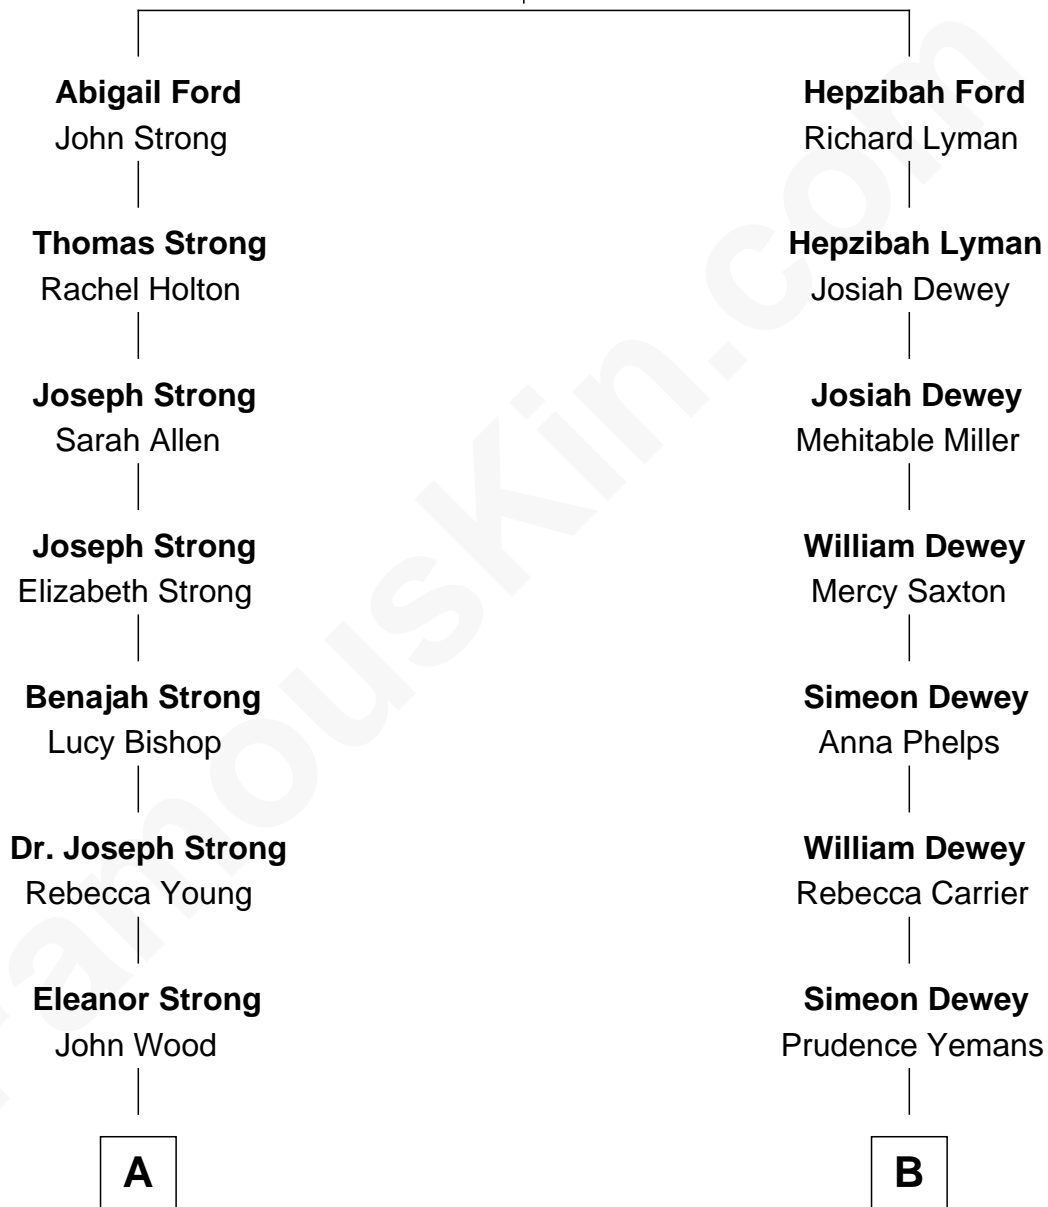 Abigail Ford
John Strong
Hepzibah Ford
Richard Lyman
Thomas Strong
Rachel Holton
Hepzibah Lyman
Josiah Dewey
Joseph Strong
Sarah Allen
Josiah Dewey
Mehitable Miller
Joseph Strong
Elizabeth Strong
William Dewey
Mercy Saxton
Benajah Strong
Lucy Bishop
Simeon Dewey
Anna Phelps
Dr. Joseph Strong
Rebecca Young
William Dewey
Rebecca Carrier
Eleanor Strong
John Wood
Simeon Dewey
Prudence Yemans
A
B
FamousKin.com